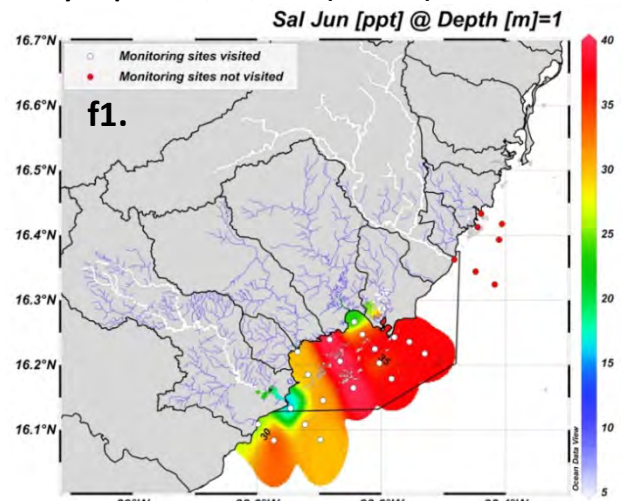 Sal Jun [ppt] @ Depth [m]=1
16.7°N
Monitoring sites visited
Monitoring sites not visited
f1.
16.6°N
16.5°N
16.4°N
16.3°N
16.2°N
16.1°N
30
40
35
30
25
20
15
10
5
Ocean Data View